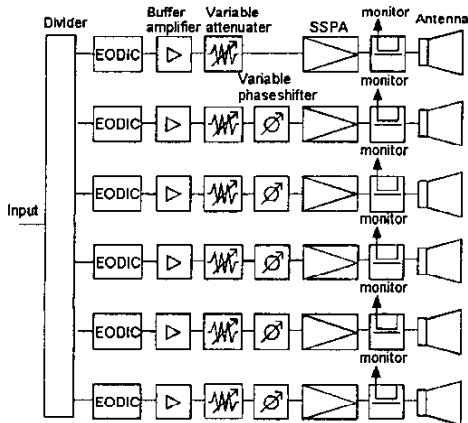 Divider
Buffer
amplifier
Variable
attenuater
SSPA
monitor
Antenna
EODIC
Variable
phaseshifter
monitor
EODIC
monitor
EODIC
Input
monitor
EODIC
monitor
EODIC
monitor
EODIC